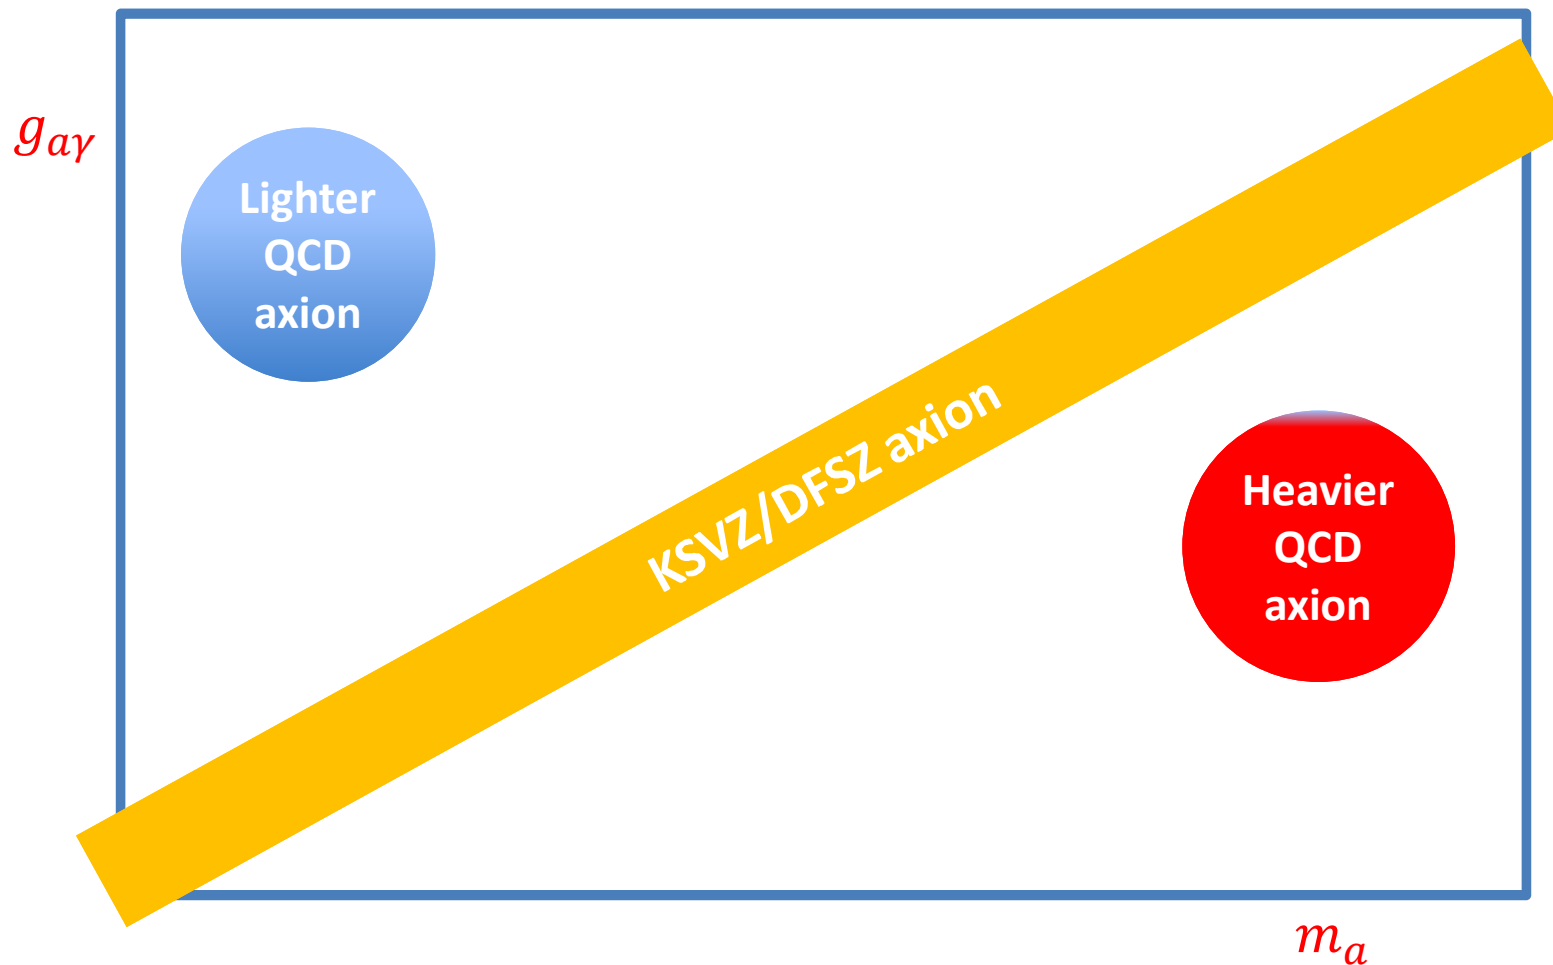 g_{aγ}
Lighter
QCD
axion
KSVZ/DFSZ axion
Heavier
QCD
axion
m_a